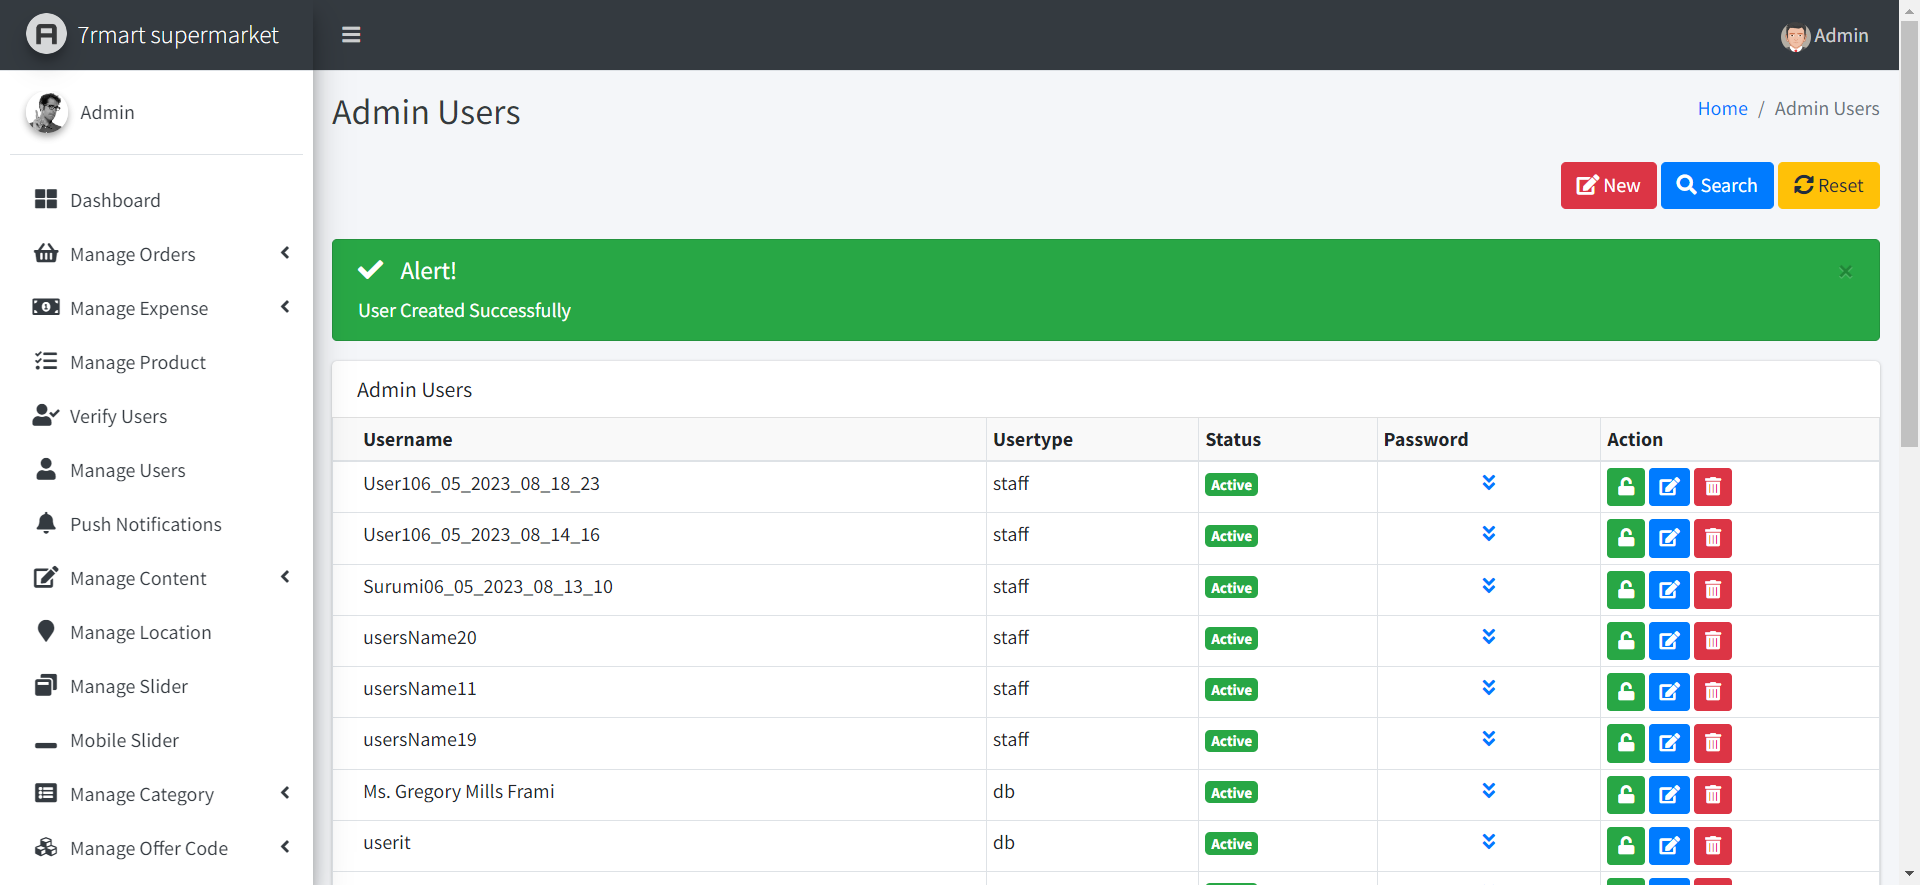 7rmart supermarket
Admin
Admin
Dashboard
Manage Orders
Manage Expense
Manage Product
Verify Users
Manage Users
Push Notifications
Manage Content
Manage Location
Manage Slider
Mobile Slider
Manage Category
Manage Offer Code
Admin Users
Home / Admin Users
New Search Reset
Alert! ×
User Created Successfully
Admin Users
Username Usertype Status Password Action
User106_05_2023_08_18_23 staff Active
User106_05_2023_08_14_16 staff Active
Surumi06_05_2023_08_13_10 staff Active
usersName20 staff Active
usersName11 staff Active
usersName19 staff Active
Ms. Gregory Mills Frami db Active
userit db Active